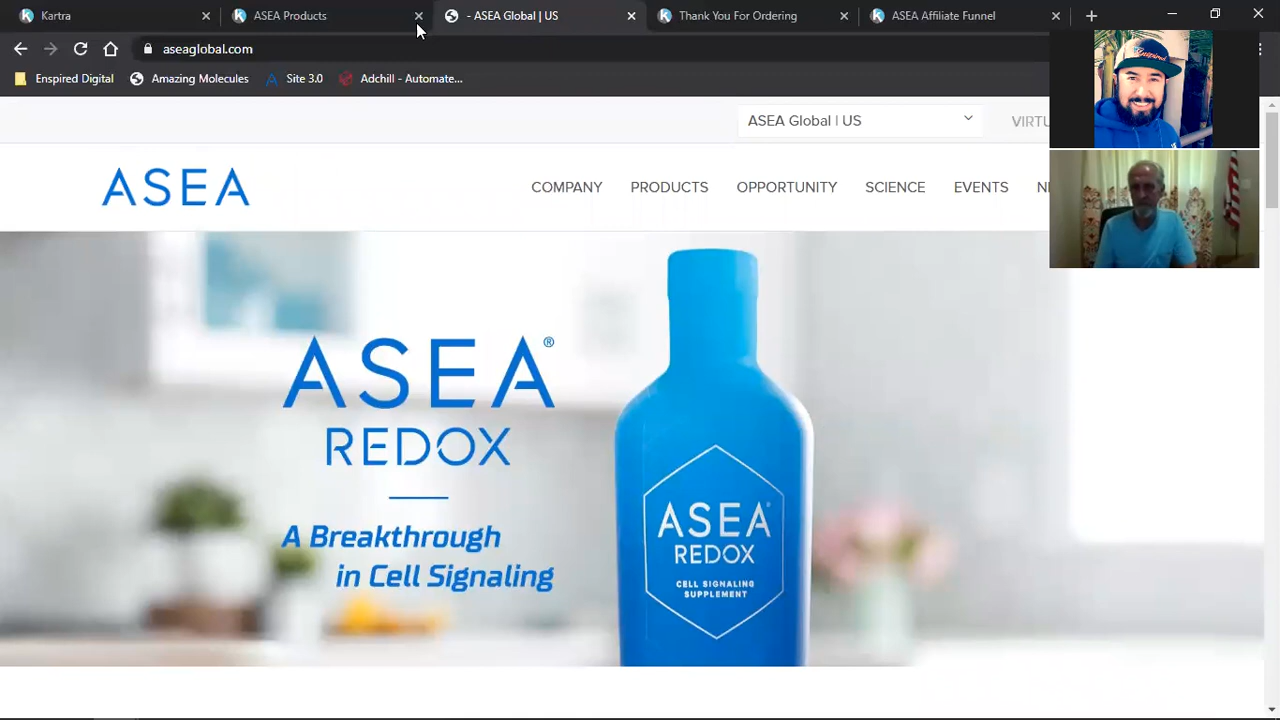 Kartra
ASEA Products
- ASEA Global | US
Thank You For Ordering
ASEA Affiliate Funnel
aseaglobal.com
Enspired Digital
Amazing Molecules
Site 3.0
Adchill - Automate...
ASEA Global | US
VIRTU
ASEA
COMPANY
PRODUCTS
OPPORTUNITY
SCIENCE
EVENTS
ASEA®
REDOX
A Breakthrough
in Cell Signaling
ASEA®
REDOX
CELL SIGNALING
SUPPLEMENT